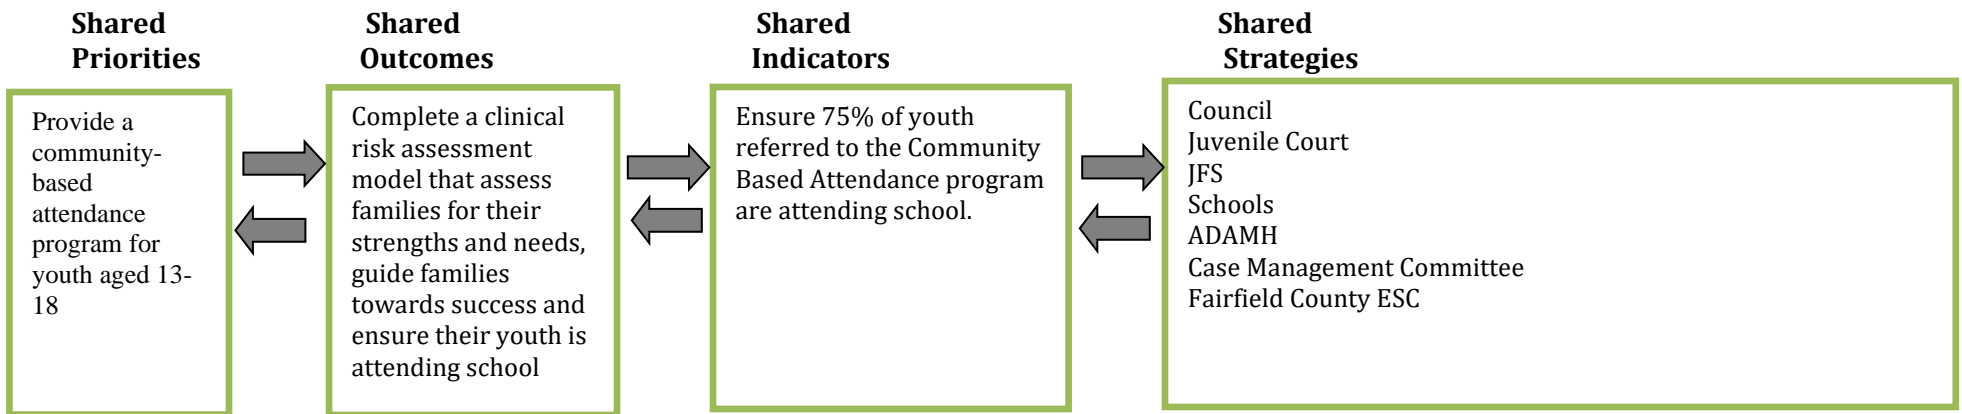 Shared
Priorities
Shared
Outcomes
Shared
Indicators
Shared
Strategies
Provide a
community-
based
attendance
program for
youth aged 13-
18
Complete a clinical
risk assessment
model that assess
families for their
strengths and needs,
guide families
towards success and
ensure their youth is
attending school
Ensure 75% of youth
referred to the Community
Based Attendance program
are attending school.
Council
Juvenile Court
JFS
Schools
ADAMH
Case Management Committee
Fairfield County ESC